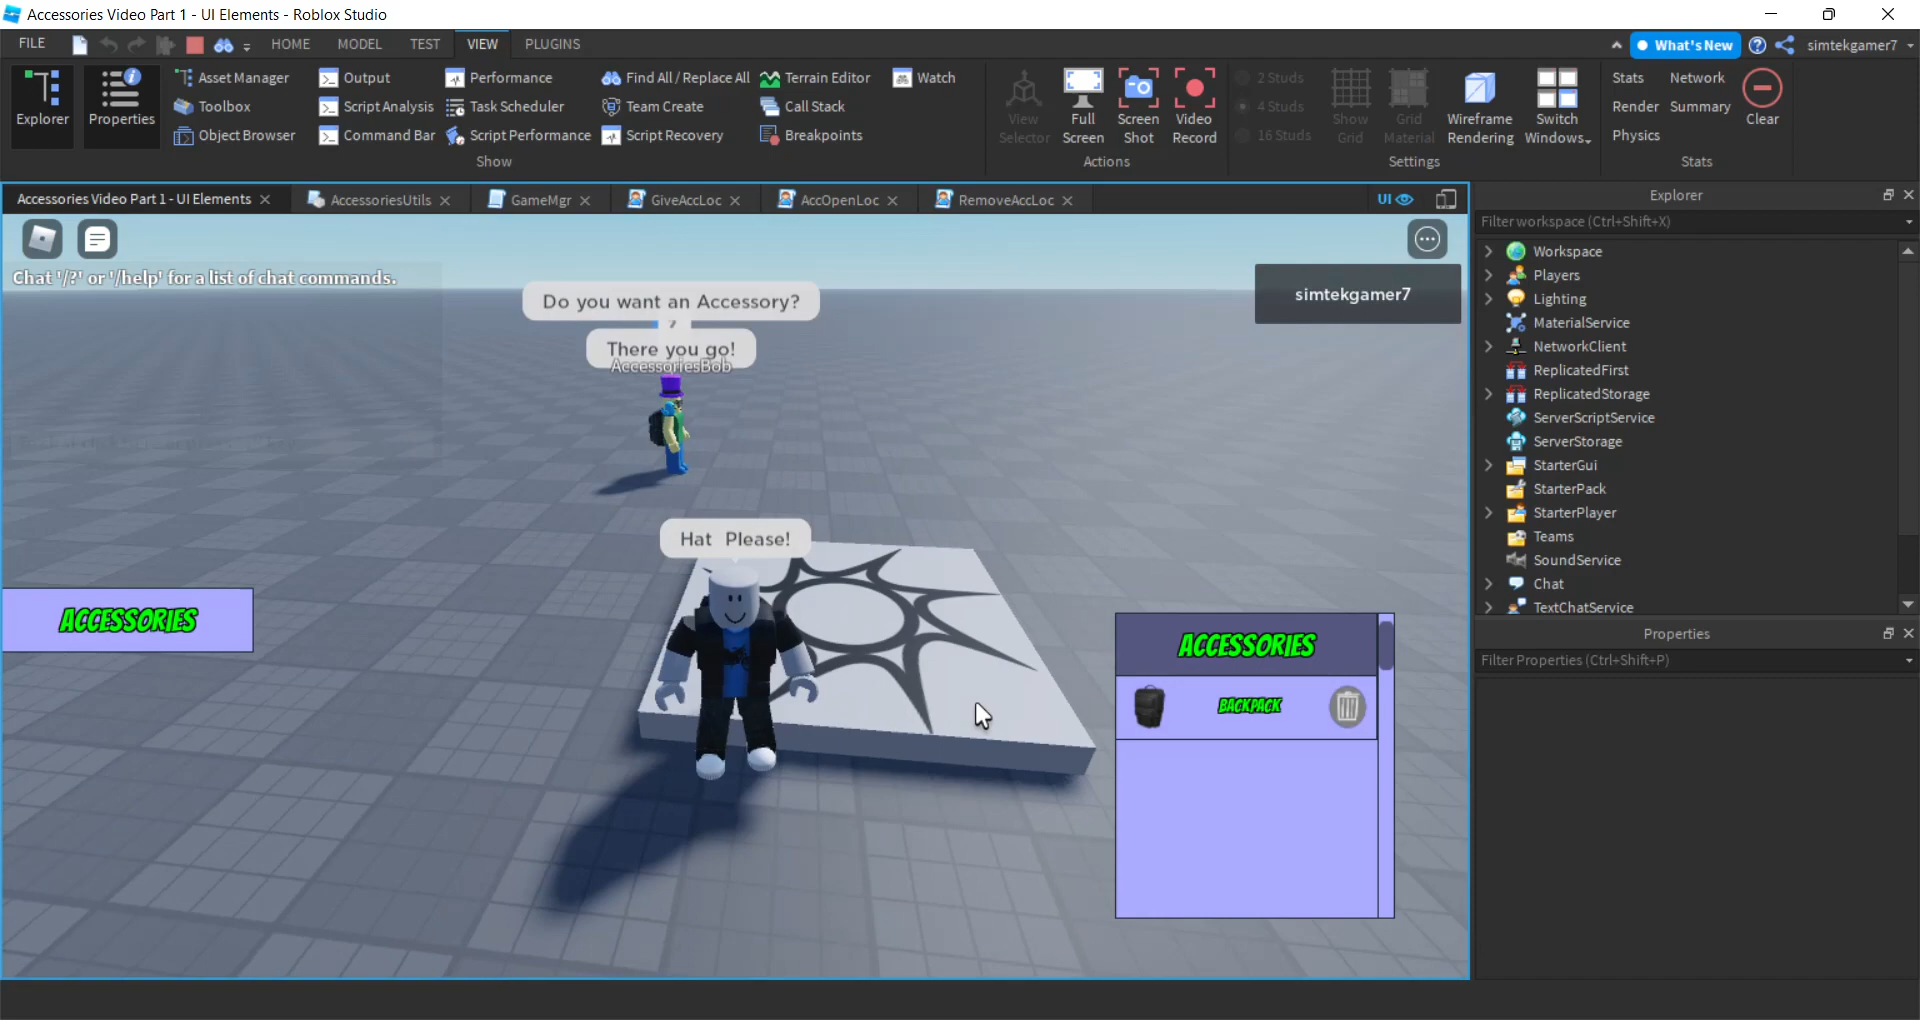 Accessories Video Part 1 - UI Elements - Roblox Studio
FILE HOME MODEL TEST VIEW PLUGINS What's New simtekgamer7
Explorer
Properties
Asset Manager
Toolbox
Object Browser
Output
Script Analysis
Command Bar
Performance
Task Scheduler
Script Performance
Find All / Replace All
Team Create
Script Recovery
Terrain Editor
Call Stack
Breakpoints
Watch
Show
View
Selector
Full
Screen
Screen
Shot
Video
Record
Actions
2 Studs
4 Studs
16 Studs
Show
Grid
Grid
Material
Wireframe
Rendering
Switch
Windows
Settings
Stats Network
Render Summary
Physics
Clear
Stats
Accessories Video Part 1 - UI Elements AccessoriesUtils GameMgr GiveAccLoc AccOpenLoc RemoveAccLoc UI
Chat '/?' or '/help' for a list of chat commands.
Do you want an Accessory?
There you go!
AccessoriesBob
simtekgamer7
Hat Please!
ACCESSORIES
ACCESSORIES
BACKPACK
Explorer
Filter workspace (Ctrl+Shift+X)
Workspace
Players
Lighting
MaterialService
NetworkClient
ReplicatedFirst
ReplicatedStorage
ServerScriptService
ServerStorage
StarterGui
StarterPack
StarterPlayer
Teams
SoundService
Chat
TextChatService
Properties
Filter Properties (Ctrl+Shift+P)